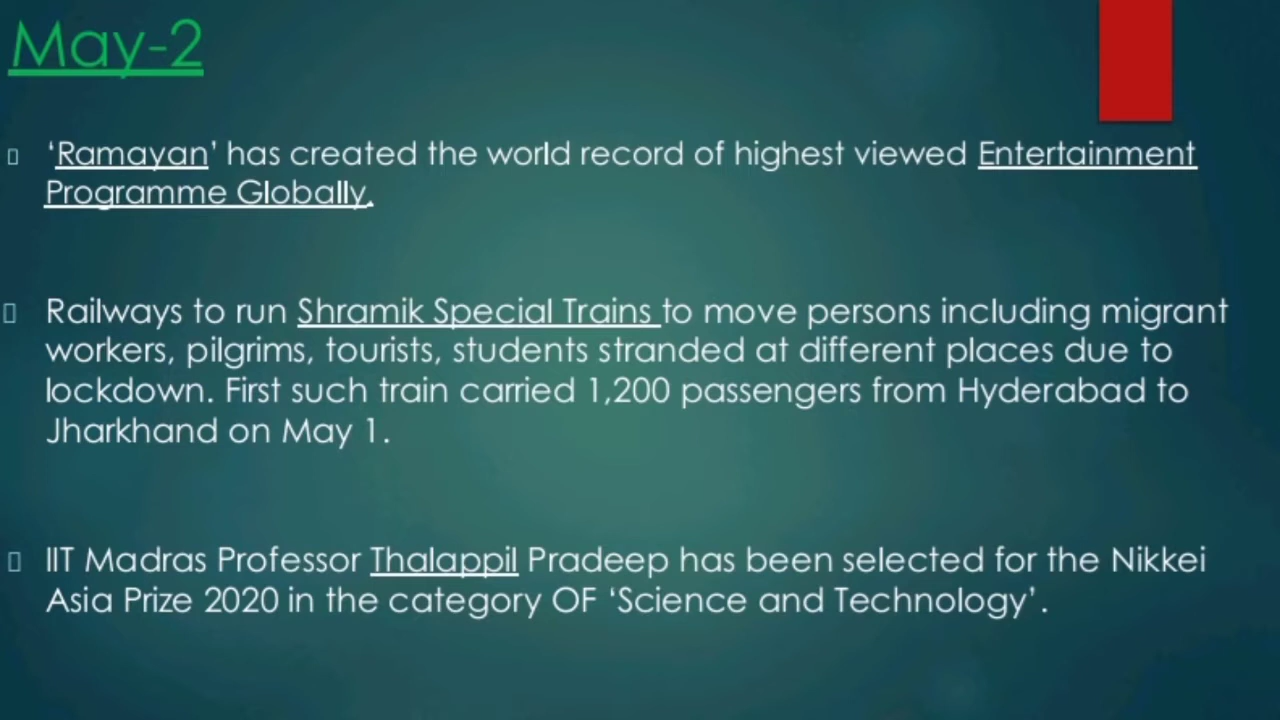 May-2
‘Ramayan’ has created the world record of highest viewed Entertainment
Programme Globally.
Railways to run Shramik Special Trains to move persons including migrant
workers, pilgrims, tourists, students stranded at different places due to
lockdown. First such train carried 1,200 passengers from Hyderabad to
Jharkhand on May 1.
IIT Madras Professor Thalappil Pradeep has been selected for the Nikkei
Asia Prize 2020 in the category OF ‘Science and Technology’.